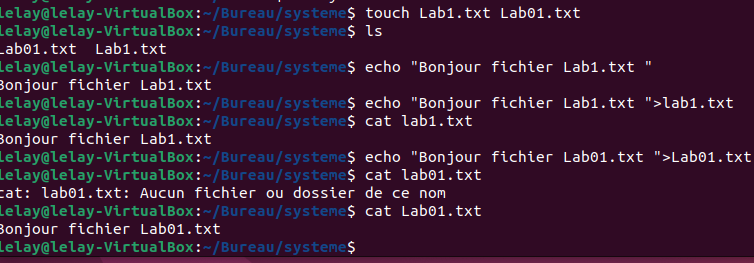 lelay@lelay-VirtualBox:~/Bureau/systeme$ touch Lab1.txt Lab01.txt
lelay@lelay-VirtualBox:~/Bureau/systeme$ ls
Lab01.txt  Lab1.txt
lelay@lelay-VirtualBox:~/Bureau/systeme$ echo "Bonjour fichier Lab1.txt "
Bonjour fichier Lab1.txt
lelay@lelay-VirtualBox:~/Bureau/systeme$ echo "Bonjour fichier Lab1.txt ">lab1.txt
lelay@lelay-VirtualBox:~/Bureau/systeme$ cat lab1.txt
Bonjour fichier Lab1.txt
lelay@lelay-VirtualBox:~/Bureau/systeme$ echo "Bonjour fichier Lab01.txt ">Lab01.txt
lelay@lelay-VirtualBox:~/Bureau/systeme$ cat lab01.txt
cat: lab01.txt: Aucun fichier ou dossier de ce nom
lelay@lelay-VirtualBox:~/Bureau/systeme$ cat Lab01.txt
Bonjour fichier Lab01.txt
lelay@lelay-VirtualBox:~/Bureau/systeme$